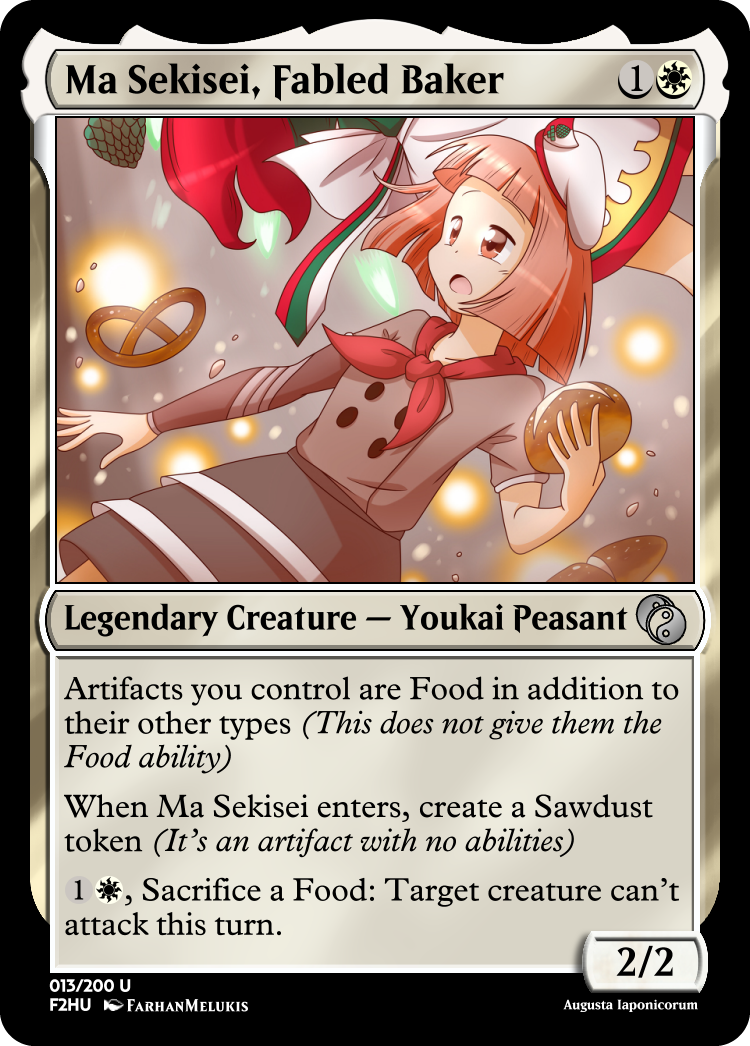 Ma Sekisei, Fabled Baker 1
Legendary Creature — Youkai Peasant
Artifacts you control are Food in addition to
their other types (This does not give them the
Food ability)
When Ma Sekisei enters, create a Sawdust
token (It's an artifact with no abilities)
1, Sacrifice a Food: Target creature can't
attack this turn.
2/2
013/200 U
F2HU FarhanMelukis
Augusta Iaponicorum